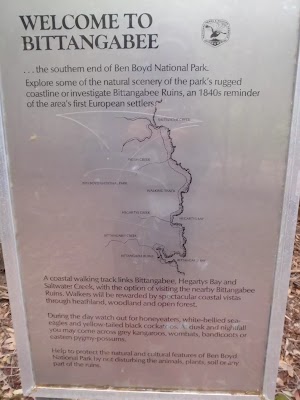 WELCOME TO
BITTANGABEE
. . . the southern end of Ben Boyd National Park.
Explore some of the natural scenery of the park's rugged
coastline or investigate Bittangabee Ruins, an 1840s reminder
of the area's first European settlers.
A coastal walking track links Bittangabee, Hegartys Bay and
Saltwater Creek, with the option of visiting the nearby Bittangabee
Ruins. Walkers will be rewarded by spectacular coastal vistas
through heathland, woodland and open forest.
During the day watch out for honeyeaters, white-bellied sea-
eagles and yellow-tailed black cockatoos. At dusk and nightfall
you may come across grey kangaroos, wombats, bandicoots or
eastern pygmy-possums.
Help to protect the natural and cultural features of Ben Boyd
National Park by not disturbing the animals, plants, soil or any
part of the ruins.